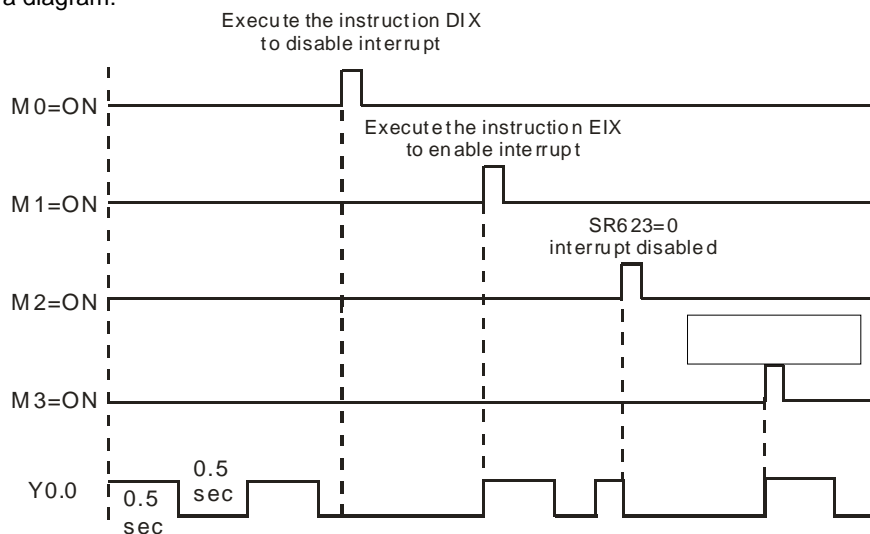 a diagram.
Execute the instruction DIX
to disable interrupt
M0=ON
Execute the instruction EIX
to enable interrupt
M1=ON
SR623=0
interrupt disabled
M2=ON
M3=ON
Y0.0
0.5
sec
0.5
sec